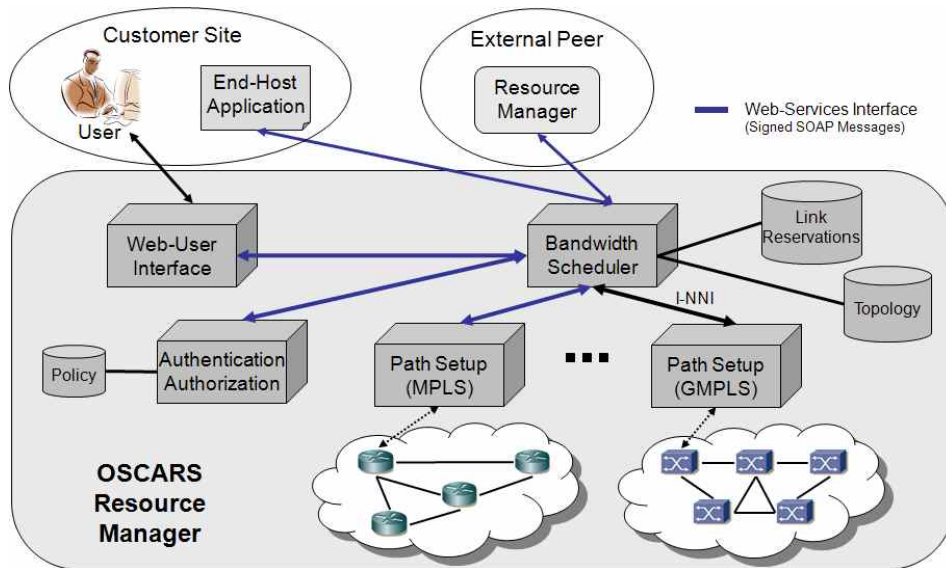 Customer Site
User
End-Host
Application
External Peer
Resource
Manager
Web-Services Interface
(Signed SOAP Messages)
Web-User
Interface
Bandwidth
Scheduler
Link
Reservations
Topology
I-NNI
Policy
Authentication
Authorization
Path Setup
(MPLS)
Path Setup
(GMPLS)
OSCARS
Resource
Manager